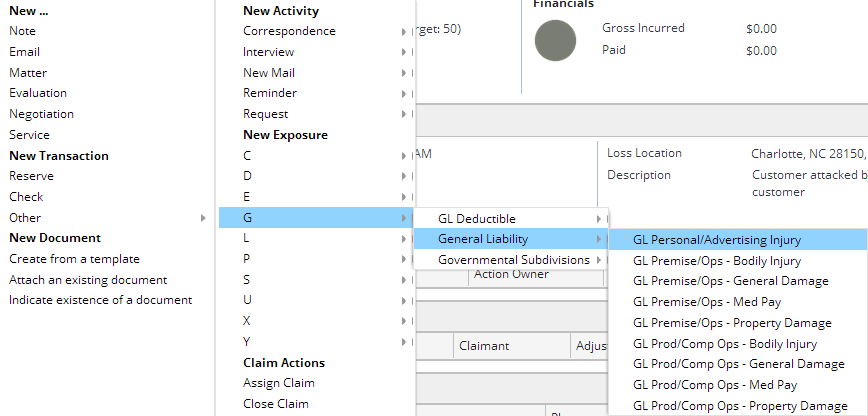 New ...
Note
Email
Matter
Evaluation
Negotiation
Service
New Transaction
Reserve
Check
Other
New Document
Create from a template
Attach an existing document
Indicate existence of a document
New Activity
Correspondence
Interview
New Mail
Reminder
Request
New Exposure
C
D
E
G
L
P
S
U
X
Y
Claim Actions
Assign Claim
Close Claim
GL Deductible
General Liability
Governmental Subdivisions
GL Personal/Advertising Injury
GL Premise/Ops - Bodily Injury
GL Premise/Ops - General Damage
GL Premise/Ops - Med Pay
GL Premise/Ops - Property Damage
GL Prod/Comp Ops - Bodily Injury
GL Prod/Comp Ops - General Damage
GL Prod/Comp Ops - Med Pay
GL Prod/Comp Ops - Property Damage
rget: 50)
Financials
Gross Incurred $0.00
Paid $0.00
AM
Loss Location Charlotte, NC 28150,
Description Customer attacked b
customer
Action Owner
Claimant Adjus